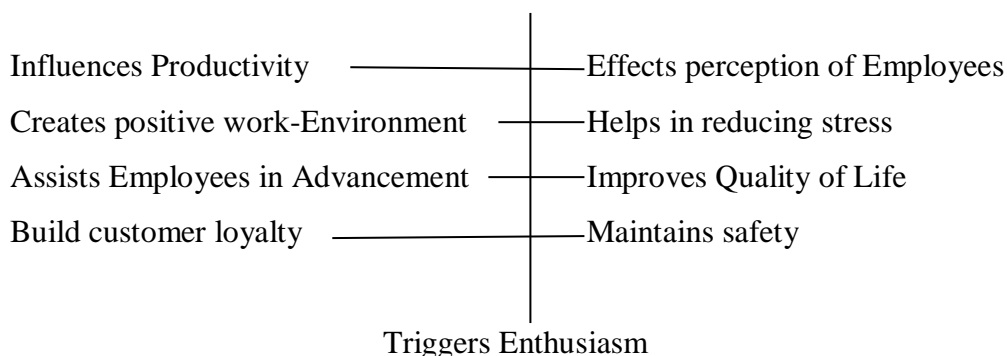 Influences Productivity Effects perception of Employees
Creates positive work-Environment Helps in reducing stress
Assists Employees in Advancement Improves Quality of Life
Build customer loyalty Maintains safety
Triggers Enthusiasm